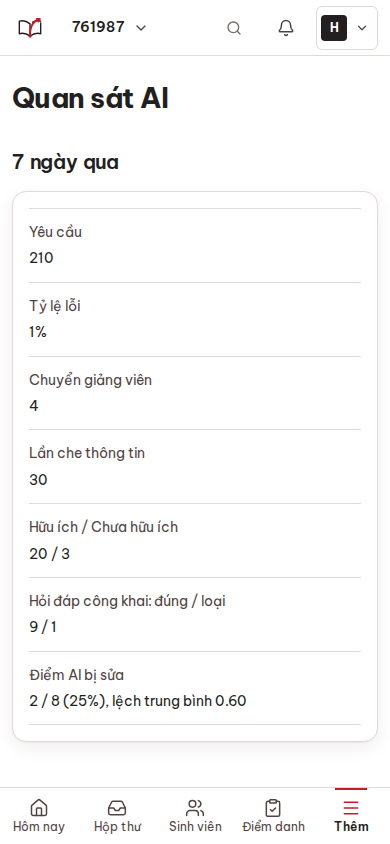 761987
H
Quan sát AI
7 ngày qua
Yêu cầu
210
Tỷ lệ lỗi
1%
Chuyển giảng viên
4
Lần che thông tin
30
Hữu ích / Chưa hữu ích
20 / 3
Hỏi đáp công khai: đúng / loại
9 / 1
Điểm AI bị sửa
2 / 8 (25%), lệch trung bình 0.60
Hôm nay
Hộp thư
Sinh viên
Điểm danh
Thêm